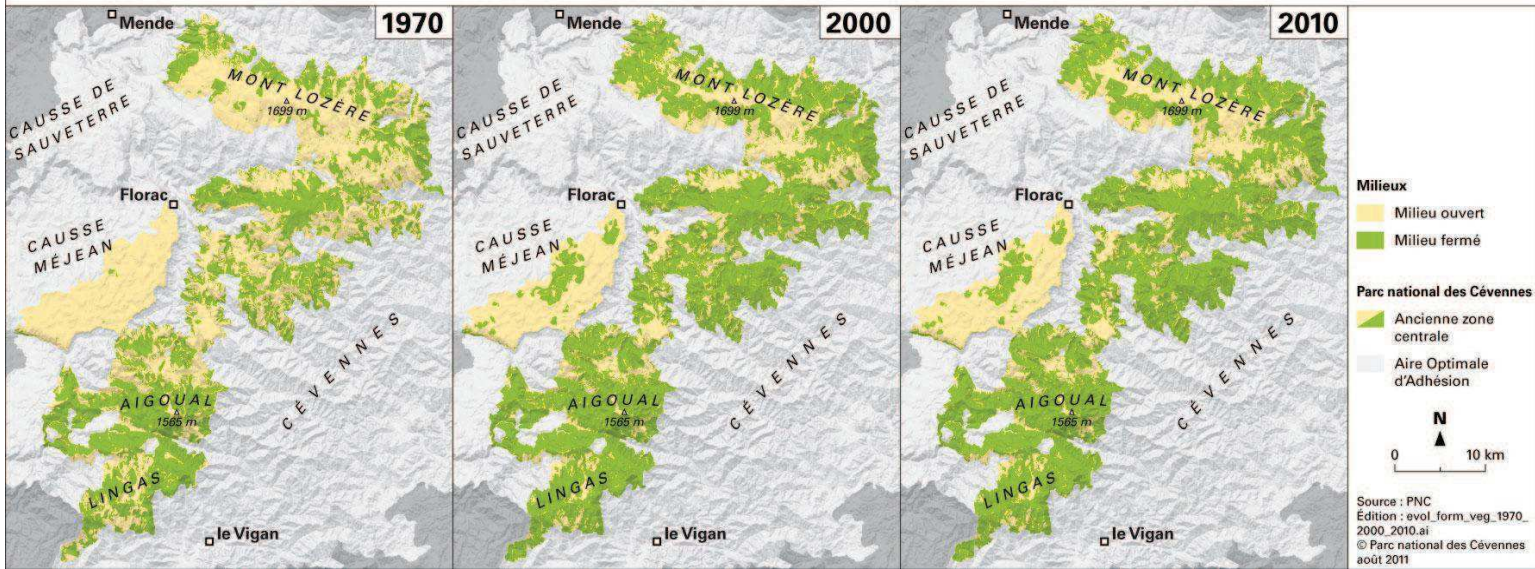 1970
Mende
MONT LOZÈRE
1699 m
CAUSSE DE
SAUVETERRE
Florac
CAUSSE
MÉJEAN
CÉVENNES
AIGOUAL
1565 m
LINGAS
le Vigan
2000
Mende
MONT LOZÈRE
1699 m
CAUSSE DE
SAUVETERRE
Florac
CAUSSE
MÉJEAN
CÉVENNES
AIGOUAL
1565 m
LINGAS
le Vigan
2010
Mende
MONT LOZÈRE
1699 m
CAUSSE DE
SAUVETERRE
Florac
CAUSSE
MÉJEAN
CÉVENNES
AIGOUAL
1565 m
LINGAS
le Vigan
Milieux
Milieu ouvert
Milieu fermé
Parc national des Cévennes
Ancienne zone
centrale
Aire Optimale
d'Adhésion
N
0 10 km
Source : PNC
Édition : evol_form_veg_1970_
2000_2010.ai
© Parc national des Cévennes
août 2011